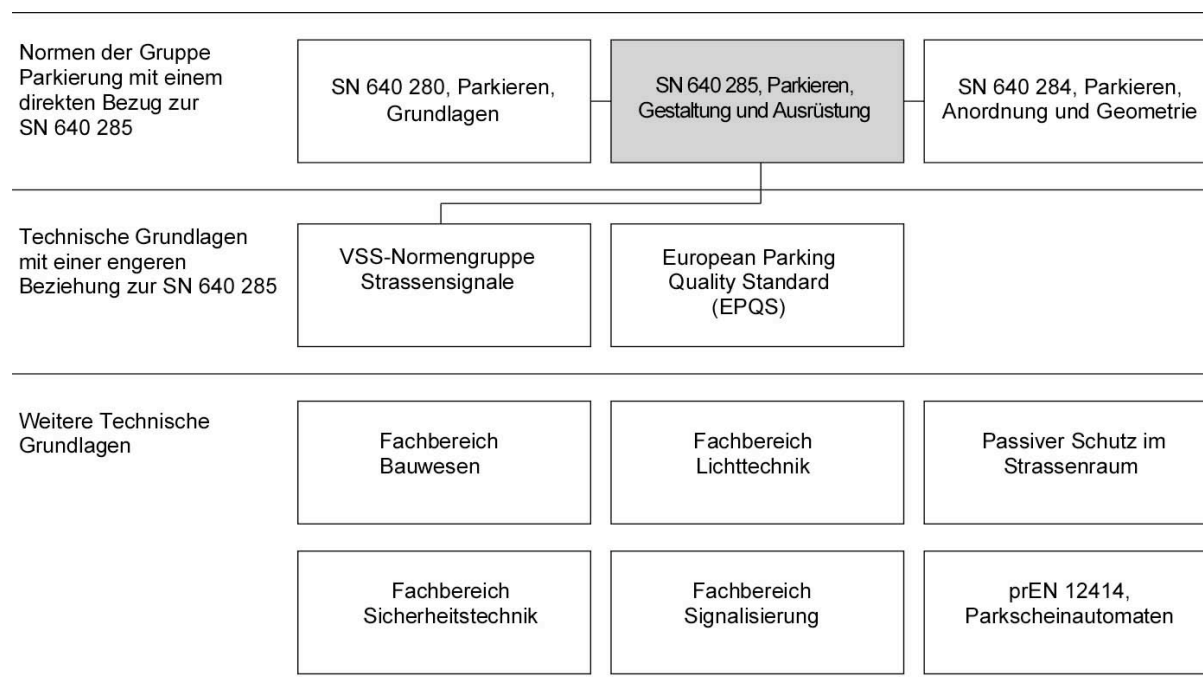 Normen der Gruppe
Parkierung mit einem
direkten Bezug zur
SN 640 285
SN 640 280, Parkieren,
Grundlagen
SN 640 285, Parkieren,
Gestaltung und Ausrüstung
SN 640 284, Parkieren,
Anordnung und Geometrie
Technische Grundlagen
mit einer engeren
Beziehung zur SN 640 285
VSS-Normengruppe
Strassensignale
European Parking
Quality Standard
(EPQS)
Weitere Technische
Grundlagen
Fachbereich
Bauwesen
Fachbereich
Lichttechnik
Passiver Schutz im
Strassenraum
Fachbereich
Sicherheitstechnik
Fachbereich
Signalisierung
prEN 12414,
Parkscheinautomaten